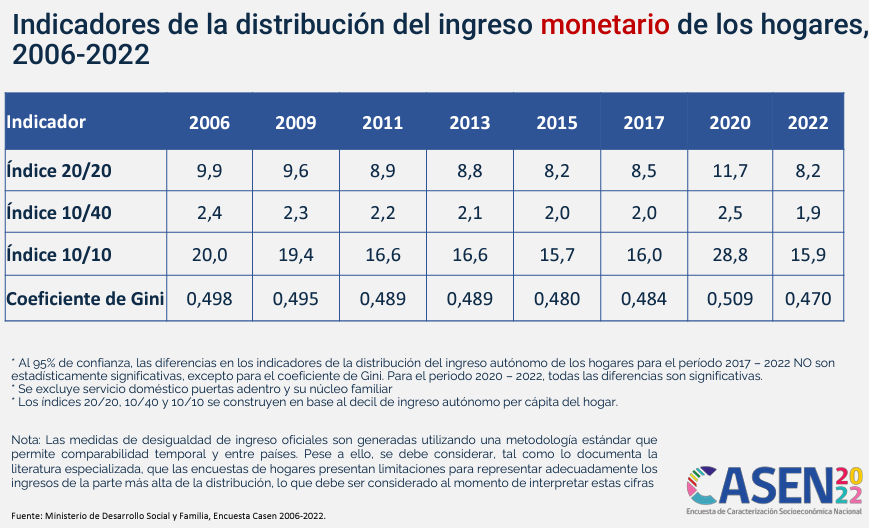 Indicadores de la distribución del ingreso monetario de los hogares,
2006-2022
Indicador 2006 2009 2011 2013 2015 2017 2020 2022
Índice 20/20 9,9 9,6 8,9 8,8 8,2 8,5 11,7 8,2
Índice 10/40 2,4 2,3 2,2 2,1 2,0 2,0 2,5 1,9
Índice 10/10 20,0 19,4 16,6 16,6 15,7 16,0 28,8 15,9
Coeficiente de Gini 0,498 0,495 0,489 0,489 0,480 0,484 0,509 0,470
* Al 95% de confianza, las diferencias en los indicadores de la distribución del ingreso autónomo de los hogares para el período 2017 – 2022 NO son
estadísticamente significativas, excepto para el coeficiente de Gini. Para el periodo 2020 – 2022, todas las diferencias son significativas.
* Se excluye servicio doméstico puertas adentro y su núcleo familiar
* Los índices 20/20, 10/40 y 10/10 se construyen en base al decil de ingreso autónomo per cápita del hogar.
Nota: Las medidas de desigualdad de ingreso oficiales son generadas utilizando una metodología estándar que
permite comparabilidad temporal y entre países. Pese a ello, se debe considerar, tal como lo documenta la
literatura especializada, que las encuestas de hogares presentan limitaciones para representar adecuadamente los
ingresos de la parte más alta de la distribución, lo que debe ser considerado al momento de interpretar estas cifras
CASEN 2022
Encuesta de Caracterización Socioeconómica Nacional
Fuente: Ministerio de Desarrollo Social y Familia, Encuesta Casen 2006-2022.